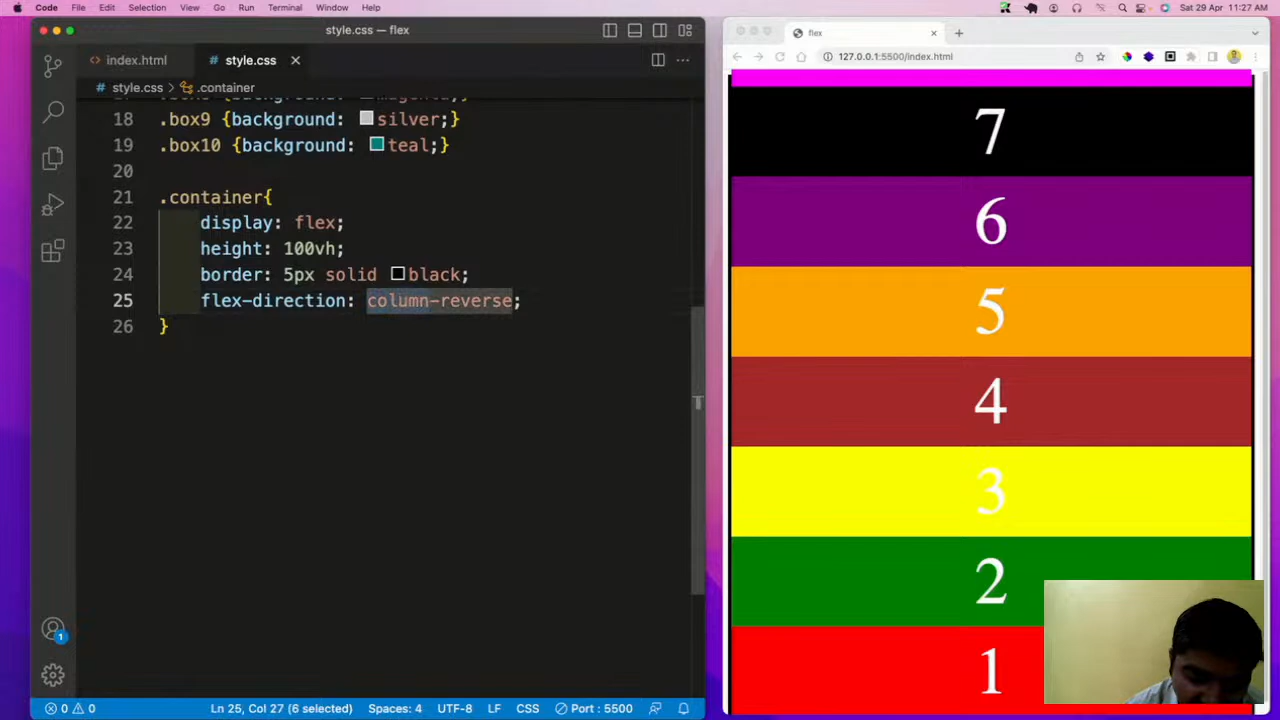 Code File Edit Selection View Go Run Terminal Window Help
Sat 29 Apr 11:27 AM
style.css — flex
index.html
style.css
style.css > .container
18 .box9 {background: silver;}
19 .box10 {background: teal;}
20
21 .container{
22 display: flex;
23 height: 100vh;
24 border: 5px solid black;
25 flex-direction: column-reverse;
26 }
1
0 0
Ln 25, Col 27 (6 selected) Spaces: 4 UTF-8 LF CSS Port : 5500
flex
127.0.0.1:5500/index.html
7
6
5
4
3
2
1